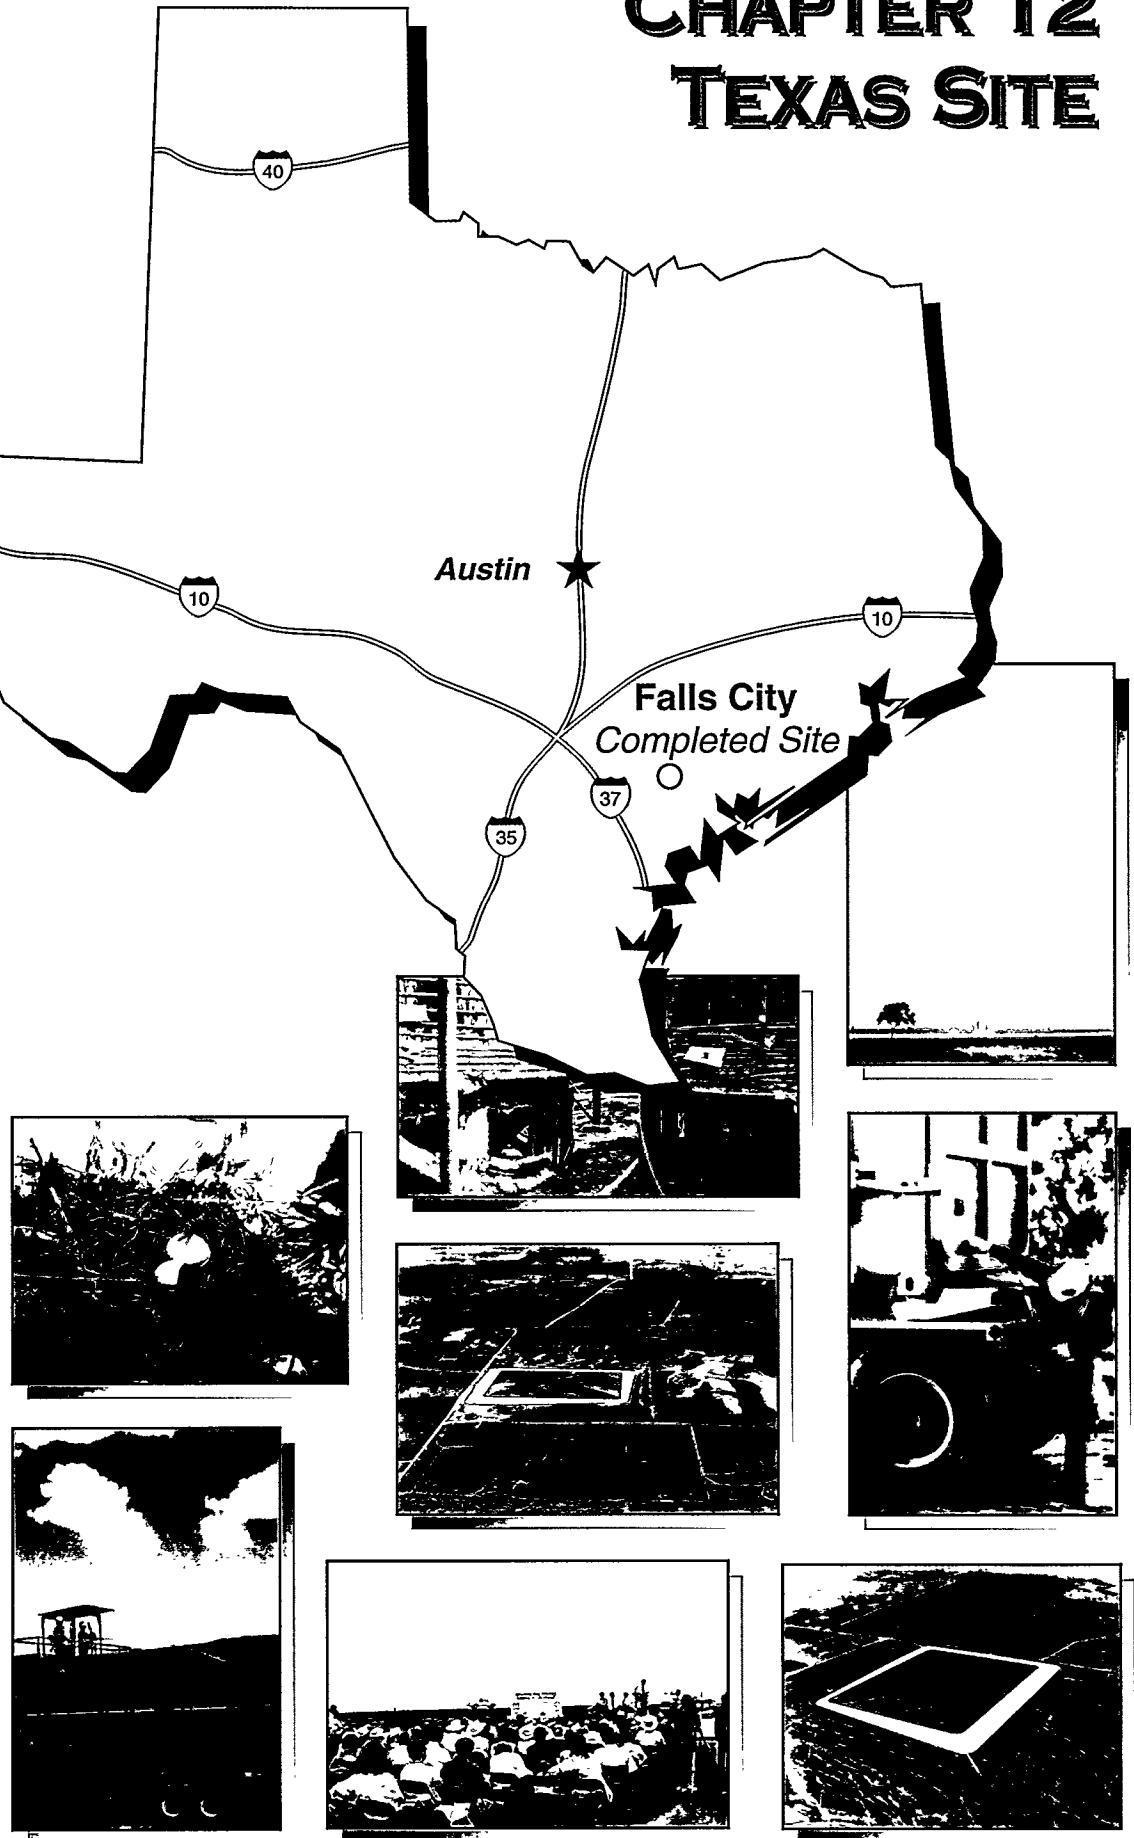 CHAPTER 12
TEXAS SITE
40
Austin
10
10
Falls City
Completed Site
37
35